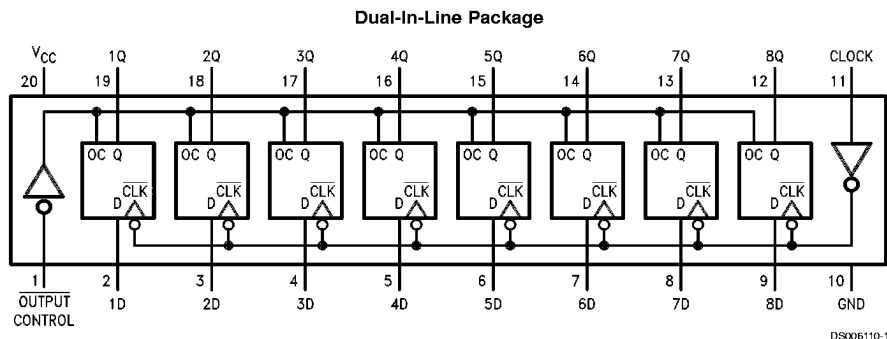 Dual-In-Line Package
VCC 1Q 2Q 3Q 4Q 5Q 6Q 7Q 8Q CLOCK
20 19 18 17 16 15 14 13 12 11
OC Q OC Q OC Q OC Q OC Q OC Q OC Q OC Q
CLK CLK CLK CLK CLK CLK CLK CLK
D D D D D D D D
1 2 3 4 5 6 7 8 9 10
OUTPUT CONTROL 1D 2D 3D 4D 5D 6D 7D 8D GND
DS006110-1